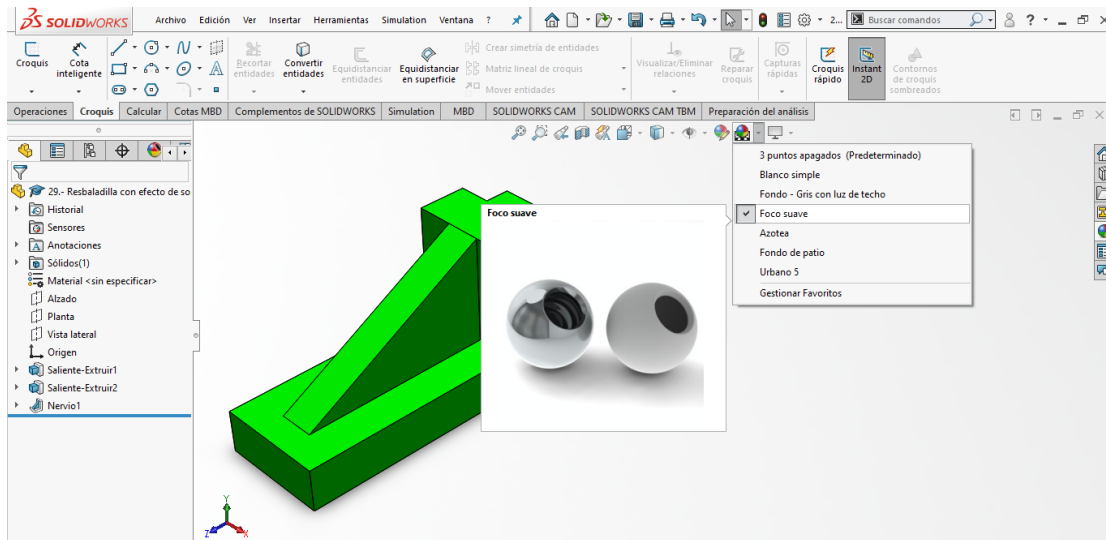 SOLIDWORKS Archivo Edición Ver Insertar Herramientas Simulation Ventana ? 2... Buscar comandos ?
Croquis
Cota inteligente
Recortar entidades
Convertir entidades
Equidistanciar entidades
Equidistanciar en superficie
Crear simetría de entidades
Matriz lineal de croquis
Mover entidades
Visualizar/Eliminar relaciones
Reparar croquis
Capturas rápidas
Croquis rápido
Instant 2D
Contornos de croquis sombreados
Operaciones Croquis Calcular Cotas MBD Complementos de SOLIDWORKS Simulation MBD SOLIDWORKS CAM SOLIDWORKS CAM TBM Preparación del análisis
29.- Resbaladilla con efecto de so
Historial
Sensores
A Anotaciones
Sólidos(1)
Material <sin especificar>
Alzado
Planta
Vista lateral
Origen
Saliente-Extruir1
Saliente-Extruir2
Nervio1
Foco suave
3 puntos apagados (Predeterminado)
Blanco simple
Fondo - Gris con luz de techo
Foco suave
Azotea
Fondo de patio
Urbano 5
Gestionar Favoritos
Y
Z X